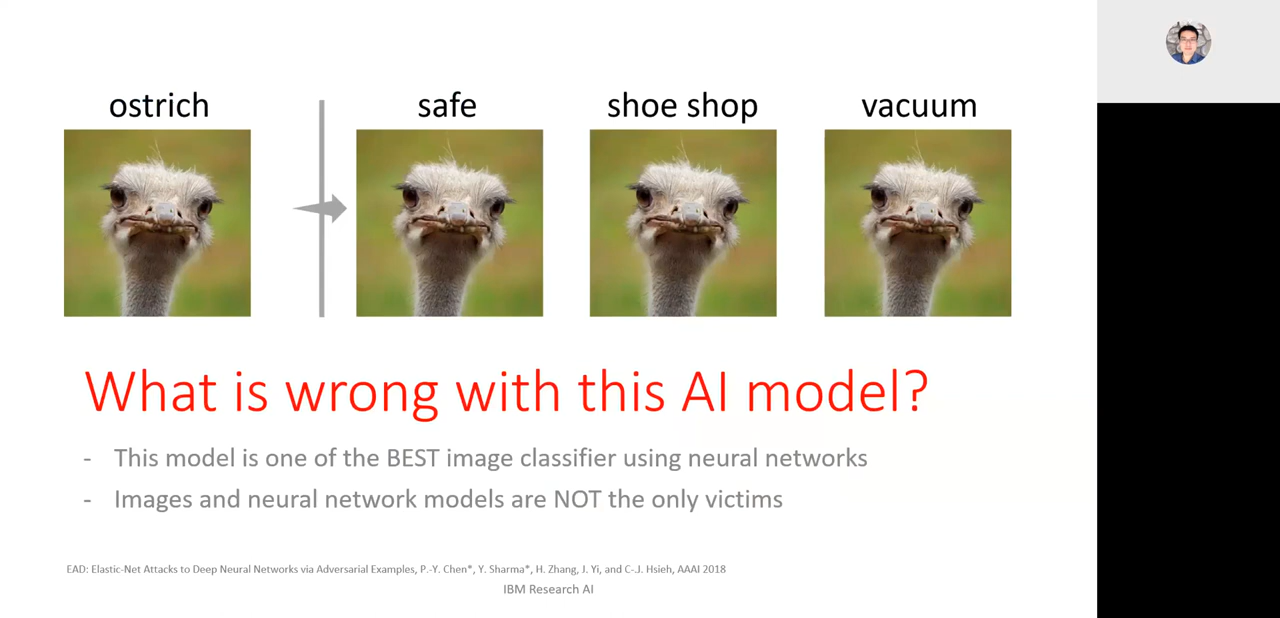 ostrich
safe
shoe shop
vacuum
What is wrong with this AI model?
- This model is one of the BEST image classifier using neural networks
- Images and neural network models are NOT the only victims
EAD: Elastic-Net Attacks to Deep Neural Networks via Adversarial Examples, P.-Y. Chen*, Y. Sharma*, H. Zhang, J. Yi, and C-.J. Hsieh, AAAI 2018
IBM Research AI